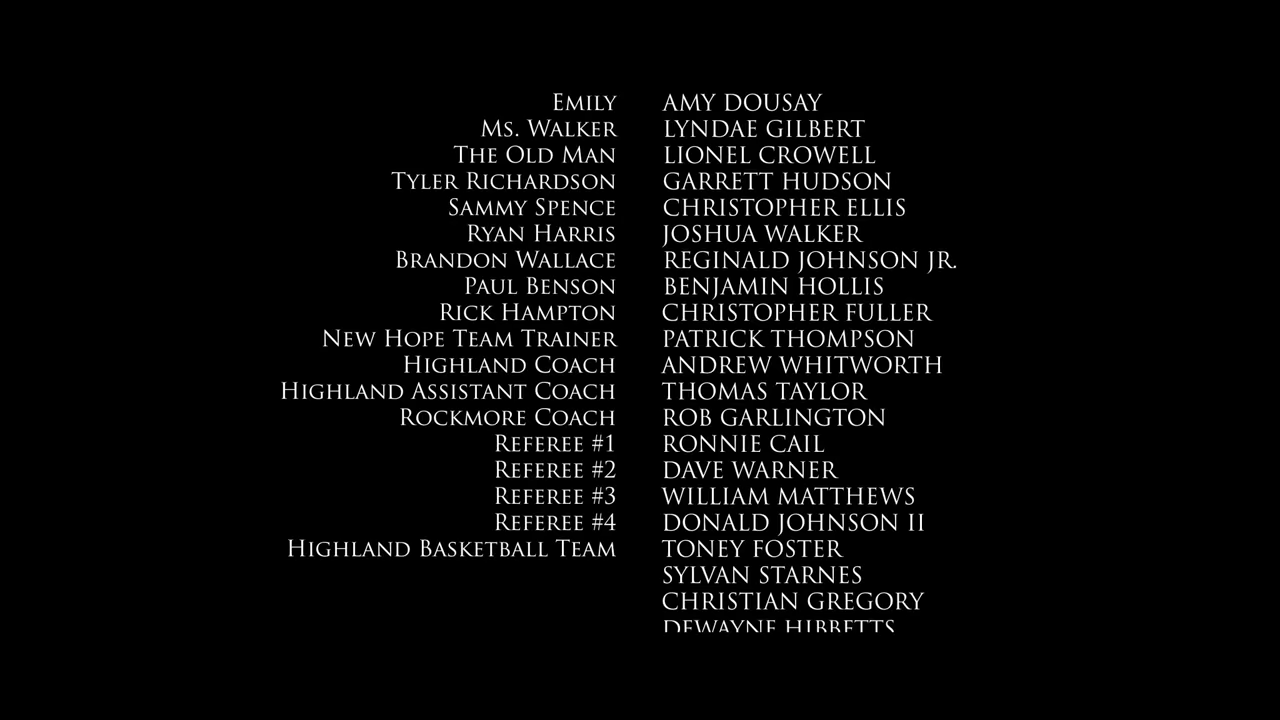 Emily AMY DOUSAY
Ms. Walker LYNDAE GILBERT
The Old Man LIONEL CROWELL
Tyler Richardson GARRETT HUDSON
Sammy Spence CHRISTOPHER ELLIS
Ryan Harris JOSHUA WALKER
Brandon Wallace REGINALD JOHNSON JR.
Paul Benson BENJAMIN HOLLIS
Rick Hampton CHRISTOPHER FULLER
New Hope Team Trainer PATRICK THOMPSON
Highland Coach ANDREW WHITWORTH
Highland Assistant Coach THOMAS TAYLOR
Rockmore Coach ROB GARLINGTON
Referee #1 RONNIE CAIL
Referee #2 DAVE WARNER
Referee #3 WILLIAM MATTHEWS
Referee #4 DONALD JOHNSON II
Highland Basketball Team TONEY FOSTER
SYLVAN STARNES
CHRISTIAN GREGORY
DEWAYNE HIBBETTS